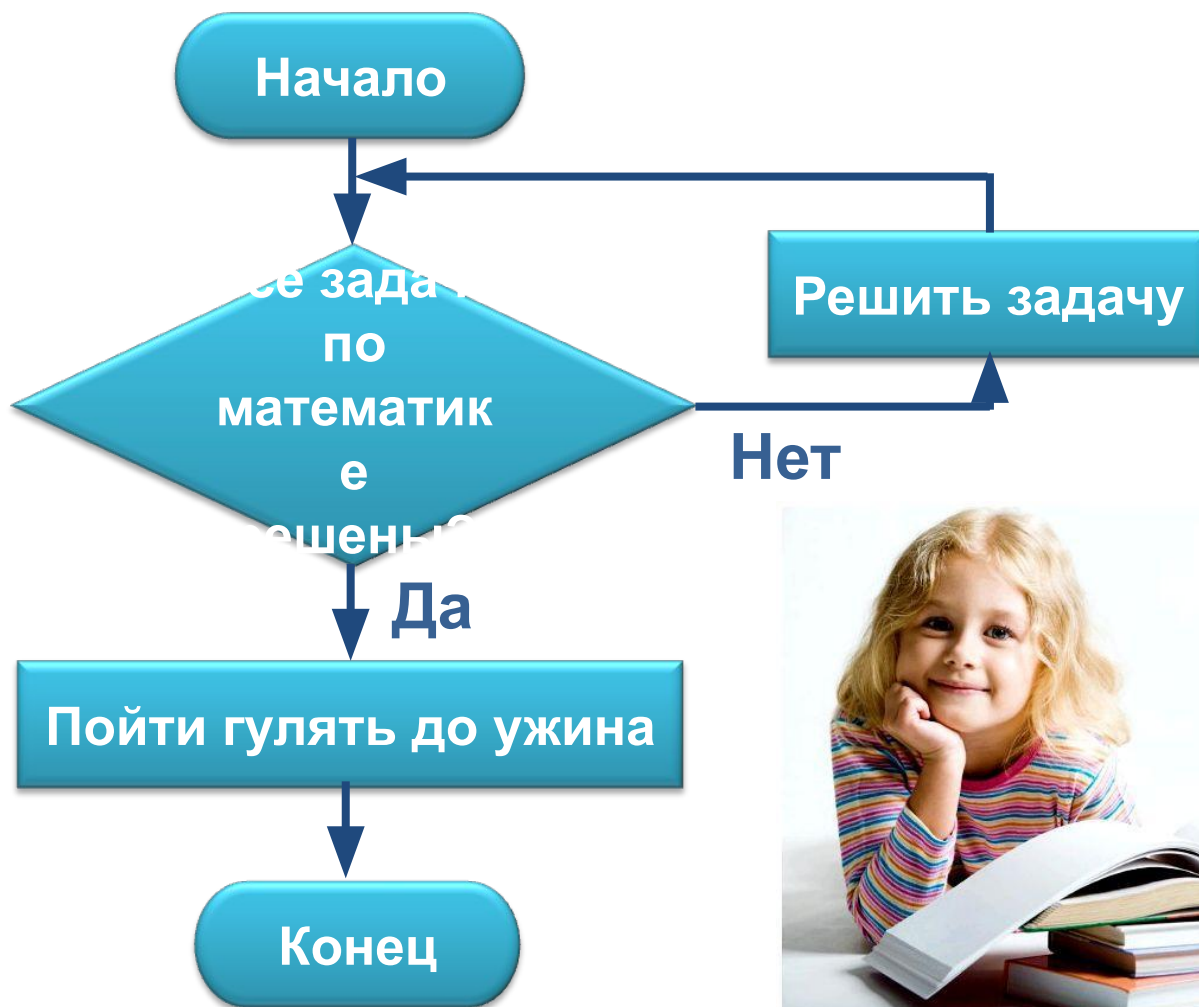 Начало
Решить задачу
по
математик
е
Нет
Да
Пойти гулять до ужина
Конец